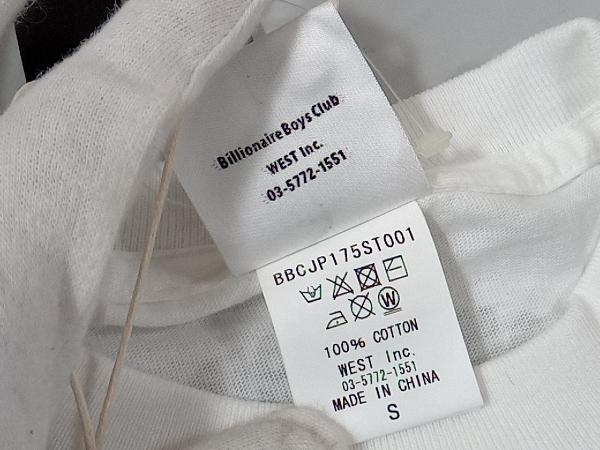 Billionaire Boys Club
WEST Inc.
03-5772-1551
BBCJP175ST001
W
100% COTTON
WEST Inc.
03-5772-1551
MADE IN CHINA
S